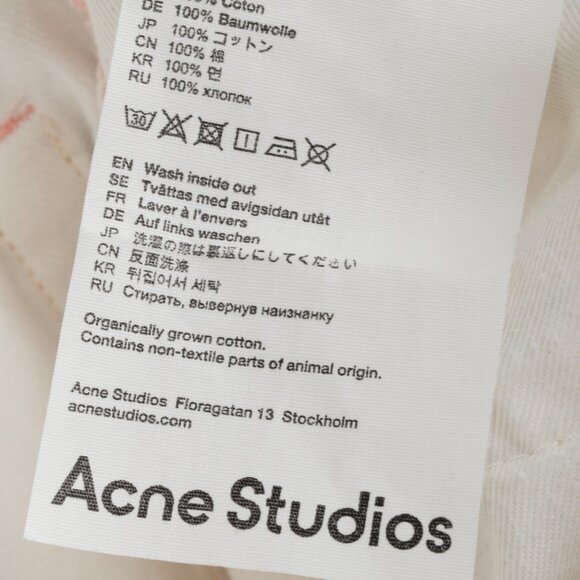 100% Coton
DE 100% Baumwolle
JP 100% コットン
CN 100% 棉
KR 100% 면
RU 100% хлопок
30
EN Wash inside out
SE Tvättas med avigsidan utåt
FR Laver à l'envers
DE Auf links waschen
JP 洗濯の際は裏返しにしてください
CN 反面洗涤
KR 뒤집어서 세탁
RU Стирать, вывернув наизнанку
Organically grown cotton.
Contains non-textile parts of animal origin.
Acne Studios Floragatan 13 Stockholm
acnestudios.com
Acne Studios